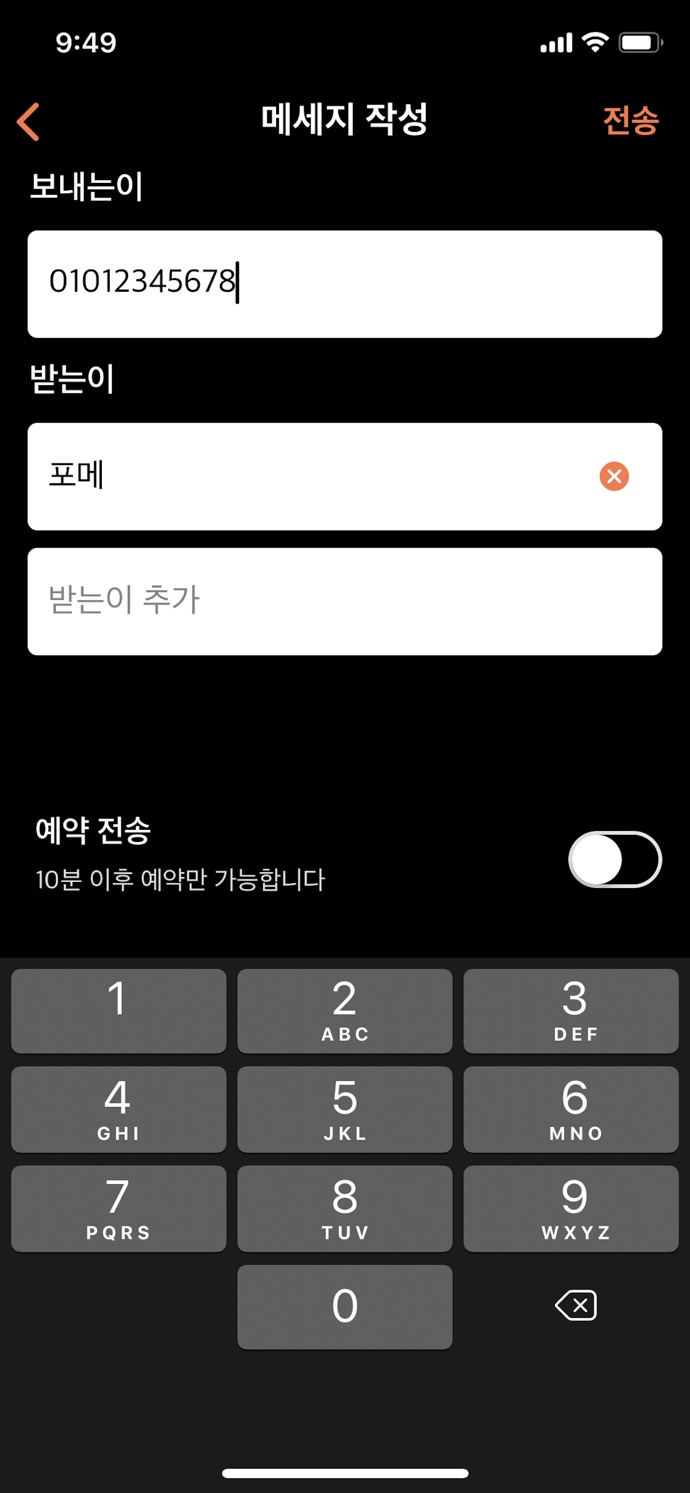 9:49
메세지 작성
전송
보내는이
01012345678
받는이
포메
받는이 추가
예약 전송
10분 이후 예약만 가능합니다
1
2
ABC
3
DEF
4
GHI
5
JKL
6
MNO
7
PQRS
8
TUV
9
WXYZ
0